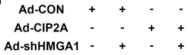 Ad-CON + + - -
Ad-CIP2A - - + +
Ad-shHMGA1 - + - +